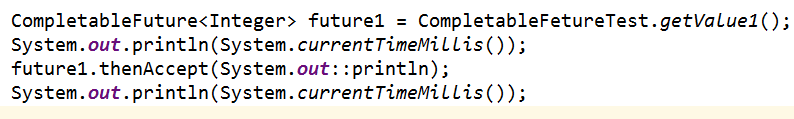 CompletableFuture<Integer> future1 = CompletableFetureTest.getValue1();
System.out.println(System.currentTimeMillis());
future1.thenAccept(System.out::println);
System.out.println(System.currentTimeMillis());